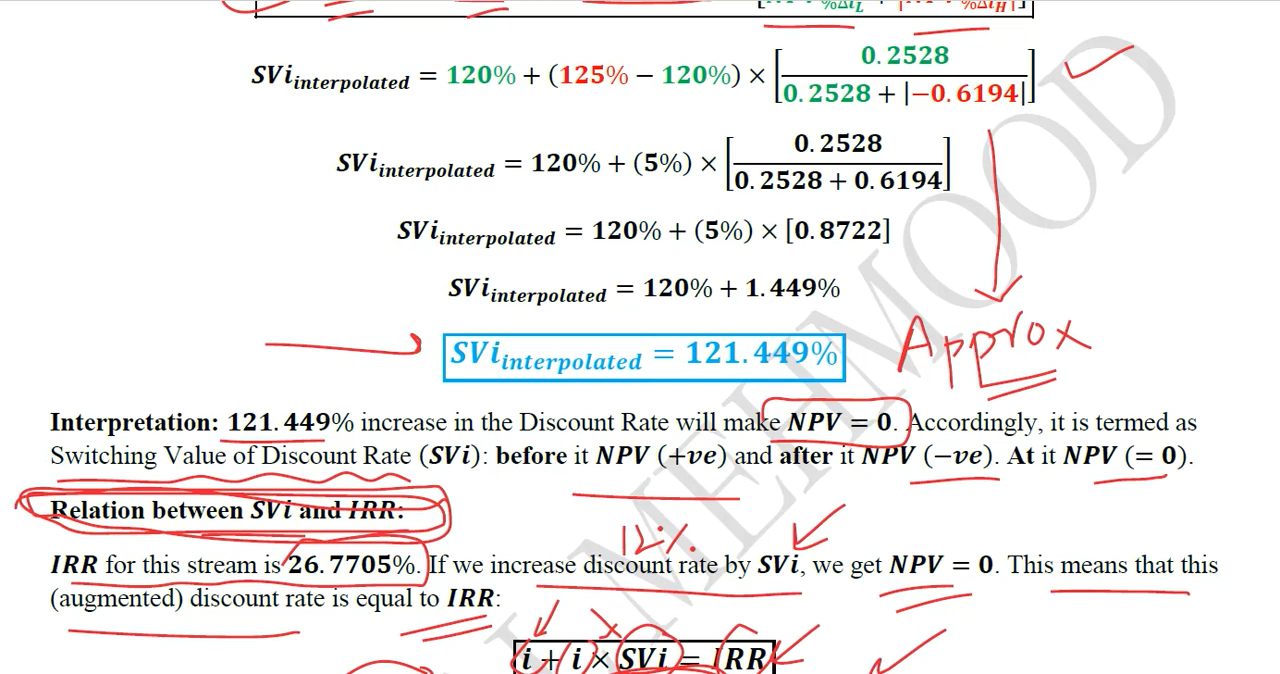 %Δi_L %Δi_H|]
SVi_interpolated = 120% + (125% − 120%) × [0.2528 / 0.2528 + |−0.6194|]
SVi_interpolated = 120% + (5%) × [0.2528 / 0.2528 + 0.6194]
SVi_interpolated = 120% + (5%) × [0.8722]
SVi_interpolated = 120% + 1.449%
SVi_interpolated = 121.449%
Approx
Interpretation: 121.449% increase in the Discount Rate will make NPV = 0. Accordingly, it is termed as
Switching Value of Discount Rate (SVi): before it NPV (+ve) and after it NPV (−ve). At it NPV (= 0).
Relation between SVi and IRR:
12%.
IRR for this stream is 26.7705%. If we increase discount rate by SVi, we get NPV = 0. This means that this
(augmented) discount rate is equal to IRR:
i + i × SVi = IRR
MEHMOOD